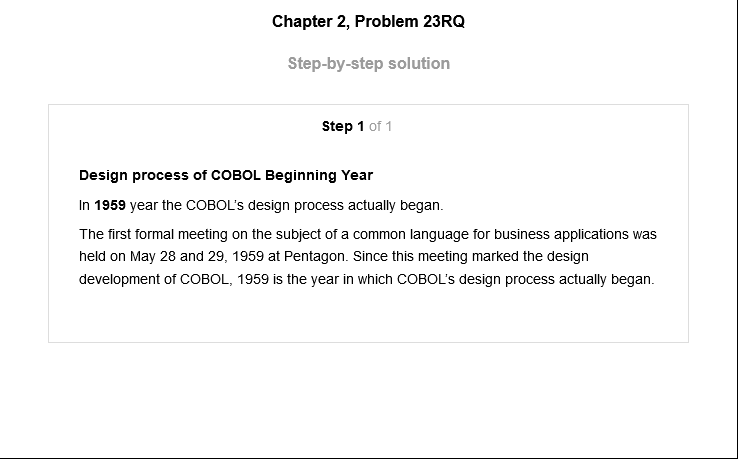 Chapter 2, Problem 23RQ
Step-by-step solution
Step 1 of 1
Design process of COBOL Beginning Year
In 1959 year the COBOL's design process actually began.
The first formal meeting on the subject of a common language for business applications was
held on May 28 and 29, 1959 at Pentagon. Since this meeting marked the design
development of COBOL, 1959 is the year in which COBOL's design process actually began.